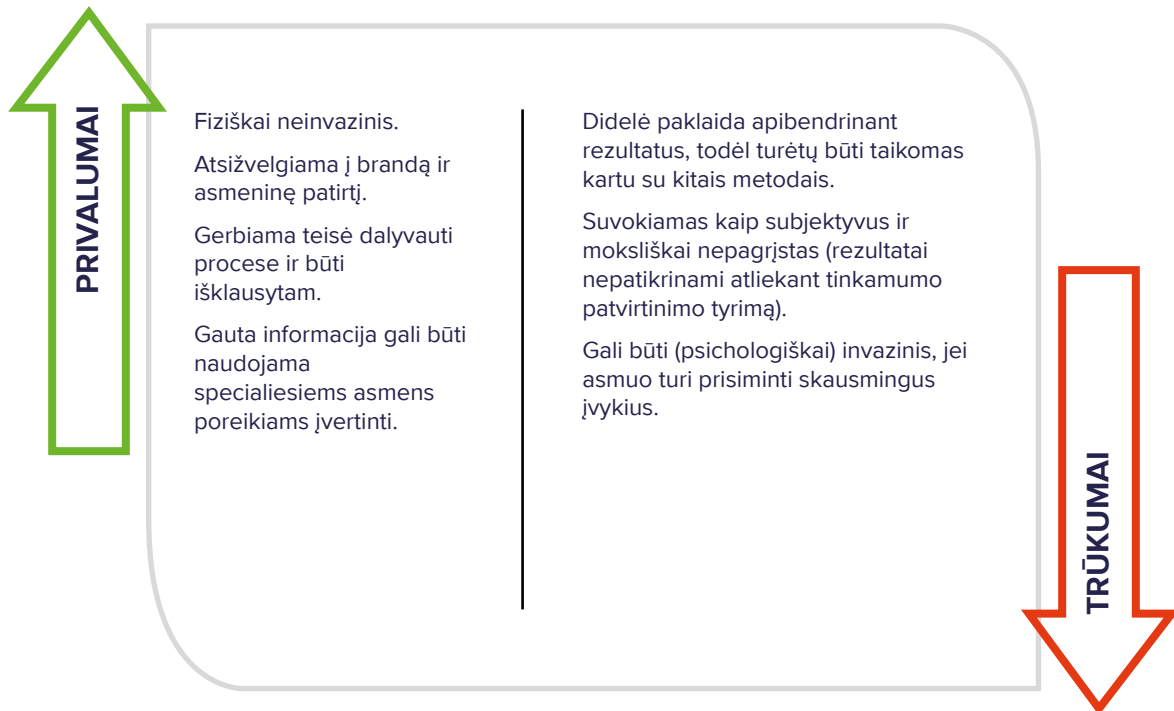 PRIVALUMAI
Fiziškai neinvazinis.
Atsižvelgiama į brandą ir
asmeninę patirtį.
Gerbiama teisė dalyvauti
procese ir būti
išklausytam.
Gauta informacija gali būti
naudojama
specialiesiems asmens
poreikiams įvertinti.
Didelė paklaida apibendrinant
rezultatus, todėl turėtų būti taikomas
kartu su kitais metodais.
Suvokiamas kaip subjektyvus ir
moksliškai nepagrįstas (rezultatai
nepatikrinami atliekant tinkamumo
patvirtinimo tyrimą).
Gali būti (psichologiškai) invazinis, jei
asmuo turi prisiminti skausmingus
įvykius.
TRŪKUMAI